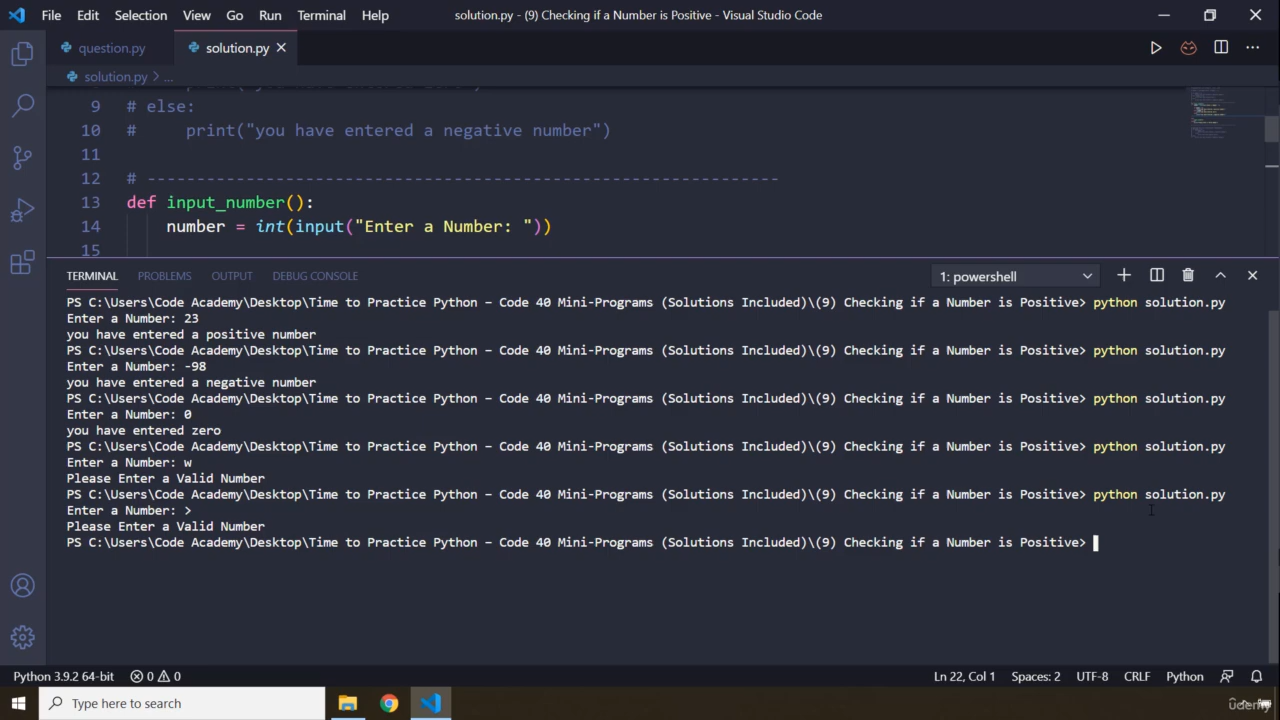 File Edit Selection View Go Run Terminal Help solution.py - (9) Checking if a Number is Positive - Visual Studio Code
question.py solution.py
solution.py > ...
9 # else:
10 # print("you have entered a negative number")
11
12 # ----------------------------------------------------------------
13 def input_number():
14 number = int(input("Enter a Number: "))
15
TERMINAL PROBLEMS OUTPUT DEBUG CONSOLE 1: powershell
PS C:\Users\Code Academy\Desktop\Time to Practice Python – Code 40 Mini-Programs (Solutions Included)\(9) Checking if a Number is Positive> python solution.py
Enter a Number: 23
you have entered a positive number
PS C:\Users\Code Academy\Desktop\Time to Practice Python – Code 40 Mini-Programs (Solutions Included)\(9) Checking if a Number is Positive> python solution.py
Enter a Number: -98
you have entered a negative number
PS C:\Users\Code Academy\Desktop\Time to Practice Python – Code 40 Mini-Programs (Solutions Included)\(9) Checking if a Number is Positive> python solution.py
Enter a Number: 0
you have entered zero
PS C:\Users\Code Academy\Desktop\Time to Practice Python – Code 40 Mini-Programs (Solutions Included)\(9) Checking if a Number is Positive> python solution.py
Enter a Number: w
Please Enter a Valid Number
PS C:\Users\Code Academy\Desktop\Time to Practice Python – Code 40 Mini-Programs (Solutions Included)\(9) Checking if a Number is Positive> python solution.py
Enter a Number: >
Please Enter a Valid Number
PS C:\Users\Code Academy\Desktop\Time to Practice Python – Code 40 Mini-Programs (Solutions Included)\(9) Checking if a Number is Positive>
Python 3.9.2 64-bit 0 0 Ln 22, Col 1 Spaces: 2 UTF-8 CRLF Python
Type here to search
udemy